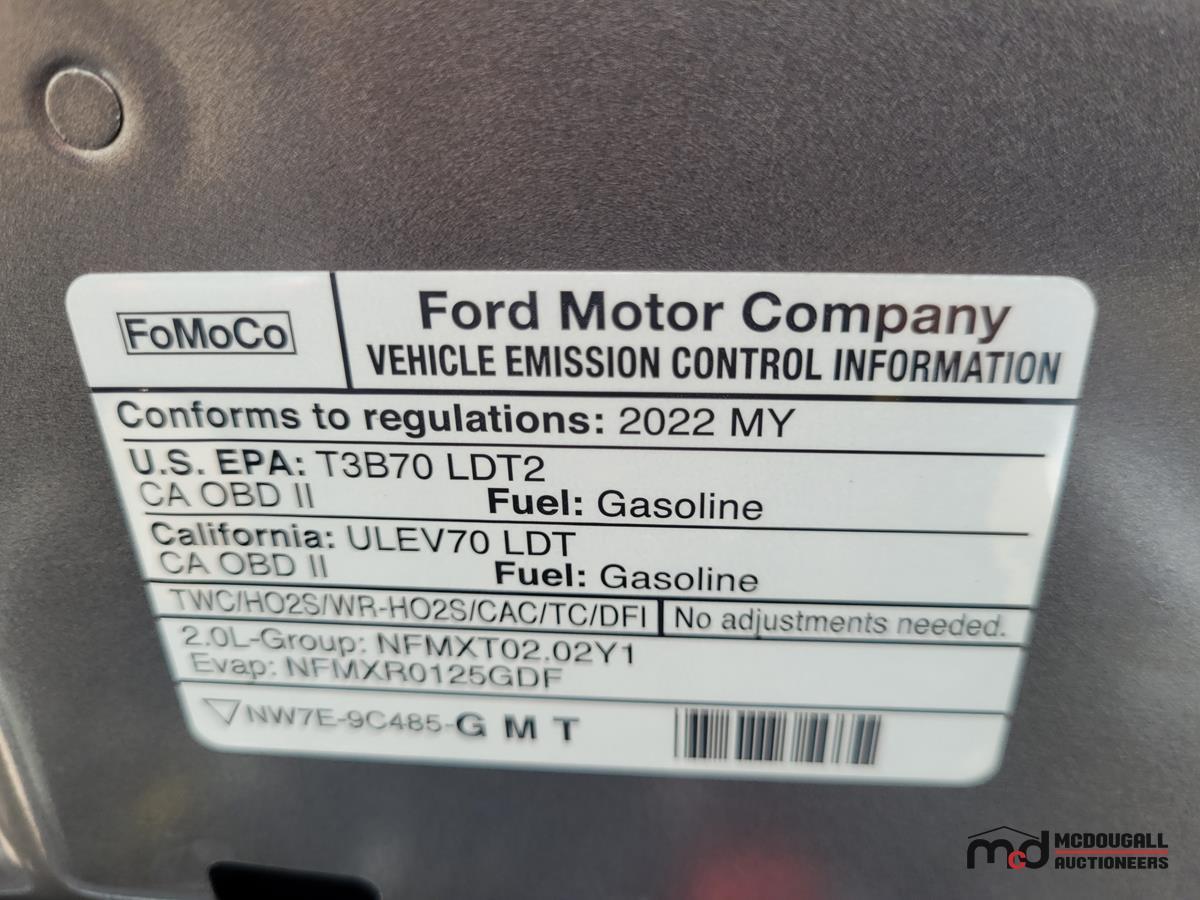 FoMoCo
Ford Motor Company
VEHICLE EMISSION CONTROL INFORMATION
Conforms to regulations: 2022 MY
U.S. EPA: T3B70 LDT2
CA OBD II Fuel: Gasoline
California: ULEV70 LDT
CA OBD II Fuel: Gasoline
TWC/HO2S/WR-HO2S/CAC/TC/DFI No adjustments needed.
2.0L-Group: NFMXT02.02Y1
Evap: NFMXR0125GDF
NW7E-9C485-G M T
mcd MCDOUGALL
AUCTIONEERS